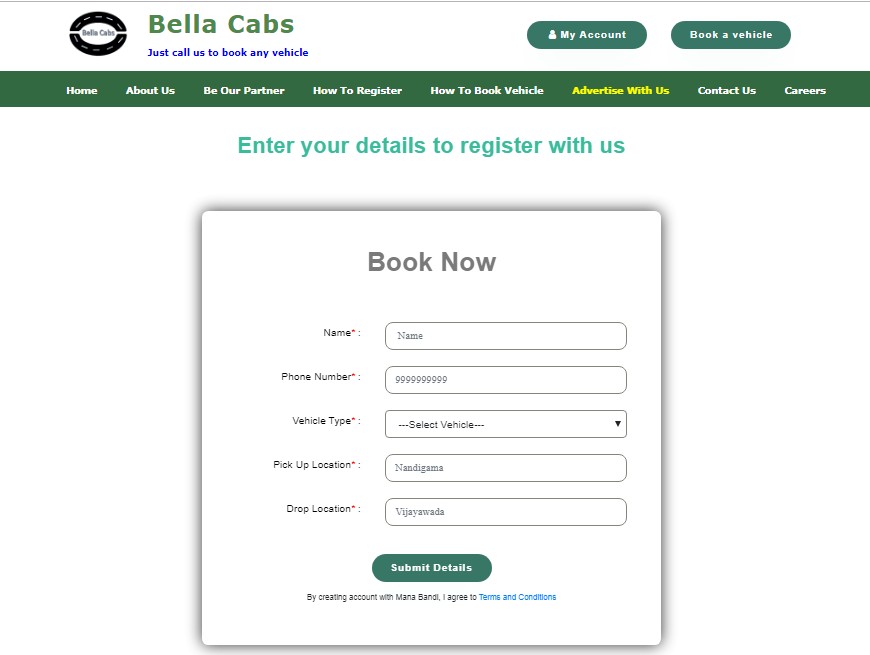 Bella Cabs
Bella Cabs
Just call us to book any vehicle
My Account
Book a vehicle
Home About Us Be Our Partner How To Register How To Book Vehicle Advertise With Us Contact Us Careers
Enter your details to register with us
Book Now
Name* : Name
Phone Number* : 9999999999
Vehicle Type* : ---Select Vehicle---
Pick Up Location* : Nandigama
Drop Location* : Vijayawada
Submit Details
By creating account with Mana Bandi, I agree to Terms and Conditions